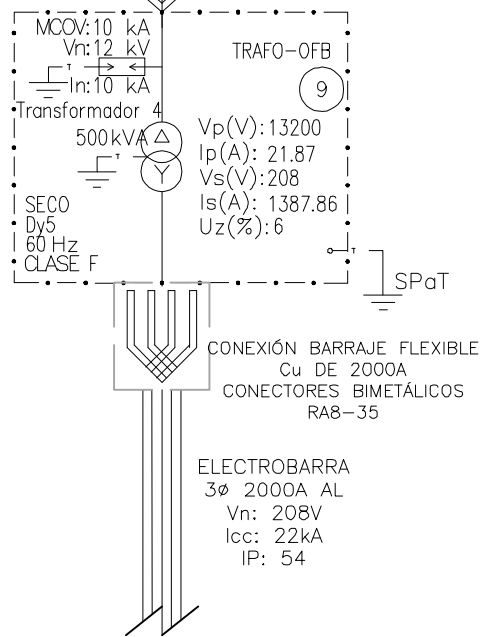 MCOV:10 kA
Vn:12 kV
T
In:10 kA
TRAFO-OFB
9
Transformador 4
500kVA
T
Vp(V):13200
Ip(A): 21.87
Vs(V):208
Is(A): 1387.86
Uz(%):6
SECO
Dy5
60 Hz
CLASE F
T
SPaT
CONEXIÓN BARRAJE FLEXIBLE
Cu DE 2000A
CONECTORES BIMETÁLICOS
RA8-35
ELECTROBARRA
3ø 2000A AL
Vn: 208V
Icc: 22kA
IP: 54